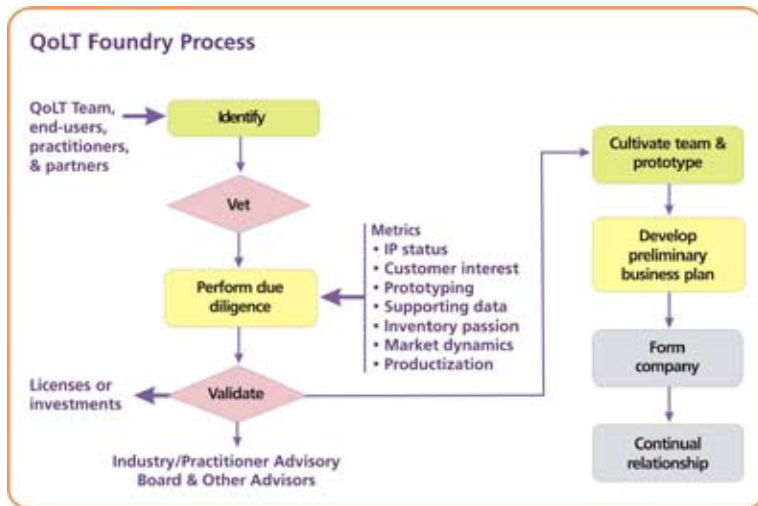 QoLT Foundry Process
QoLT Team,
end-users,
practitioners,
& partners
Identify
Vet
Perform due
diligence
Metrics
• IP status
• Customer interest
• Prototyping
• Supporting data
• Inventory passion
• Market dynamics
• Productization
Licenses or
investments
Validate
Industry/Practitioner Advisory
Board & Other Advisors
Cultivate team &
prototype
Develop
preliminary
business plan
Form
company
Continual
relationship